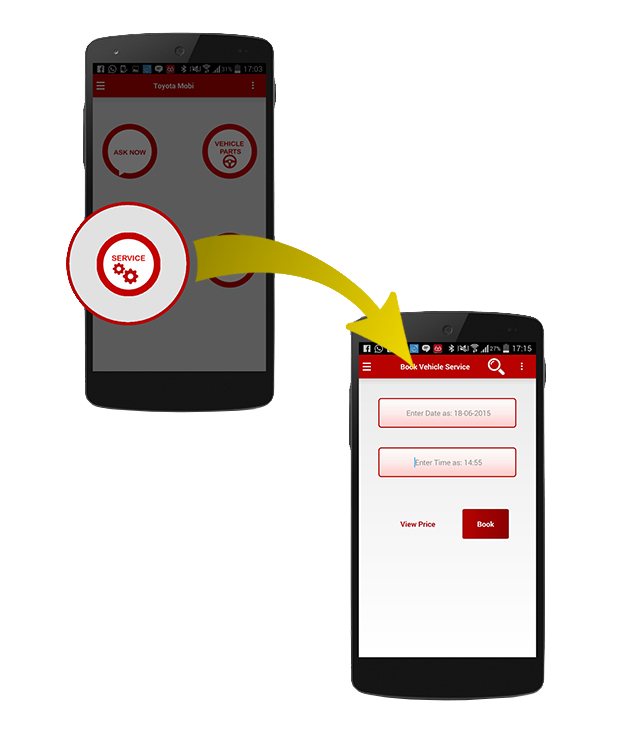 31% 17:03
Toyota Mobi
ASK NOW
VEHICLE
PARTS
SERVICE
27% 17:15
Book Vehicle Service
Enter Date as: 18-06-2015
Enter Time as: 14:55
View Price
Book